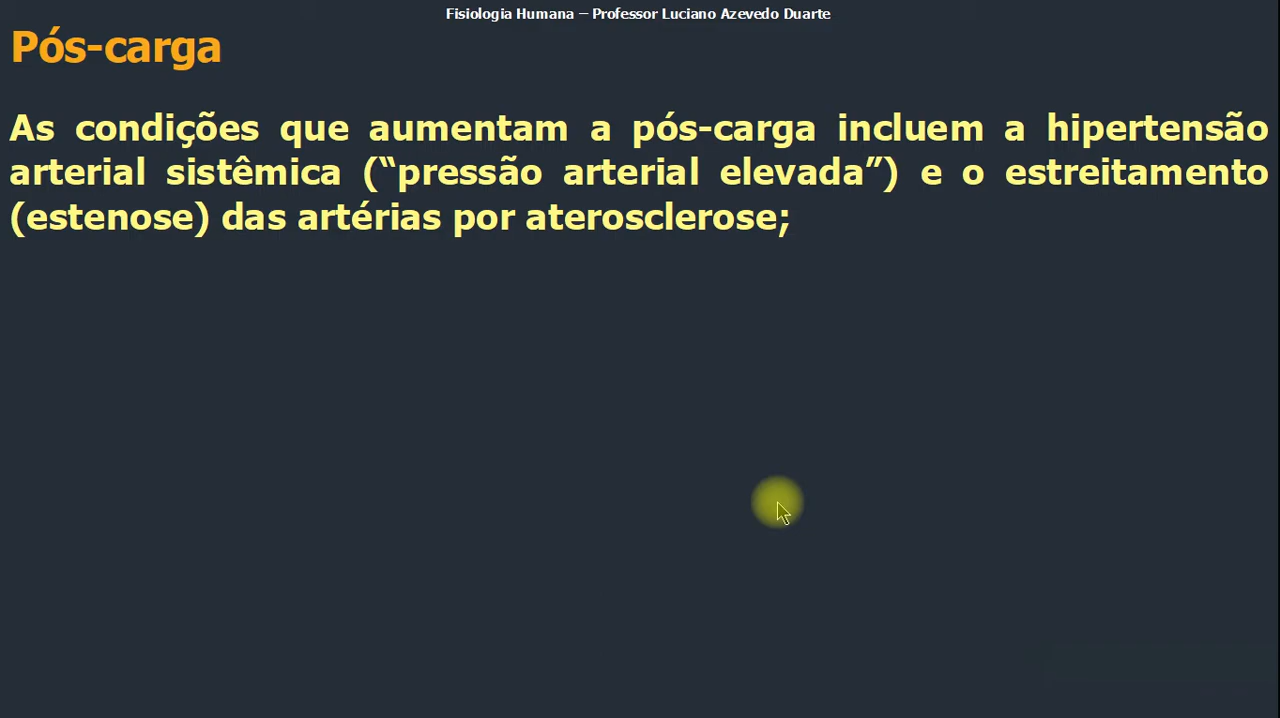 Fisiologia Humana – Professor Luciano Azevedo Duarte
Pós-carga
As condições que aumentam a pós-carga incluem a hipertensão
arterial sistêmica (“pressão arterial elevada”) e o estreitamento
(estenose) das artérias por aterosclerose;